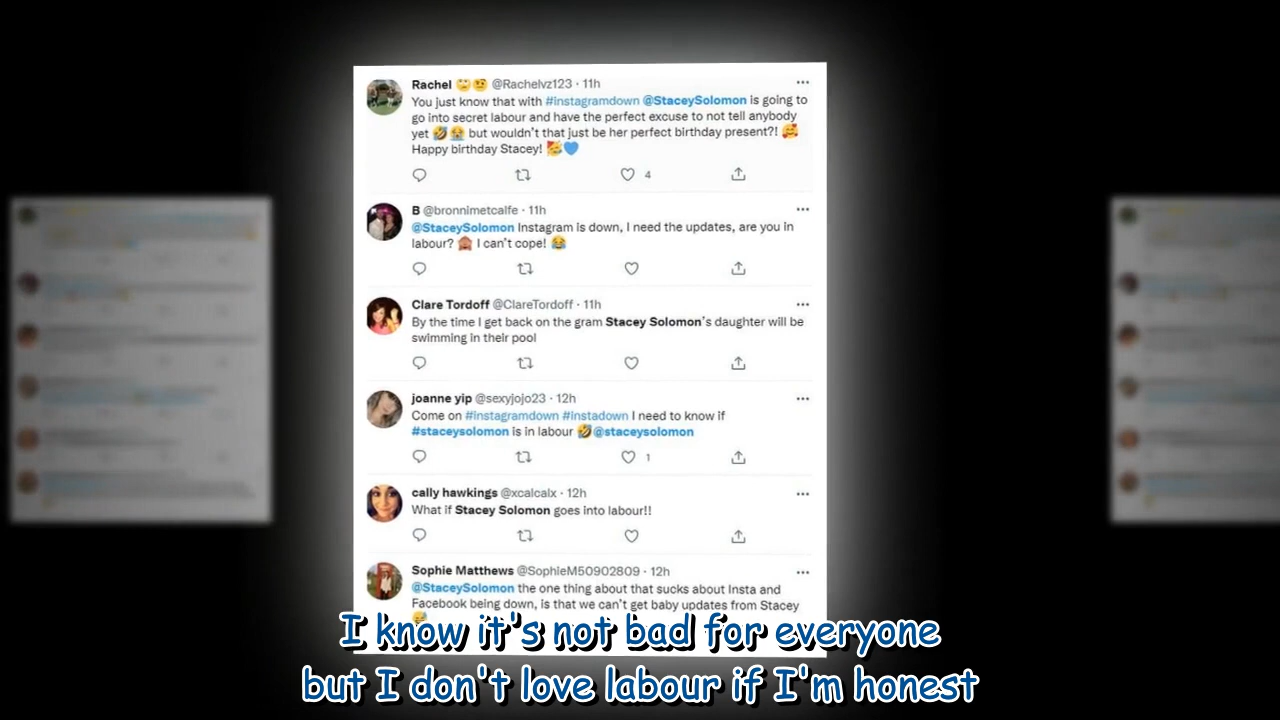 Rachel 🙄🤨 @Rachelvz123 · 11h
You just know that with #instagramdown @StaceySolomon is going to
go into secret labour and have the perfect excuse to not tell anybody
yet 🤣😭 but wouldn't that just be her perfect birthday present?! 🥰
Happy birthday Stacey! 🥳💙
4
B @bronnimetcalfe · 11h
@StaceySolomon Instagram is down, I need the updates, are you in
labour? 🙈 I can't cope! 😂
Clare Tordoff @ClareTordoff · 11h
By the time I get back on the gram Stacey Solomon's daughter will be
swimming in their pool
joanne yip @sexyjojo23 · 12h
Come on #instagramdown #instadown I need to know if
#staceysolomon is in labour 🤣@staceysolomon
1
cally hawkings @xcalcalx · 12h
What if Stacey Solomon goes into labour!!
Sophie Matthews @SophieM50902809 · 12h
@StaceySolomon the one thing about that sucks about Insta and
Facebook being down, is that we can't get baby updates from Stacey
I know it's not bad for everyone
but I don't love labour if I'm honest